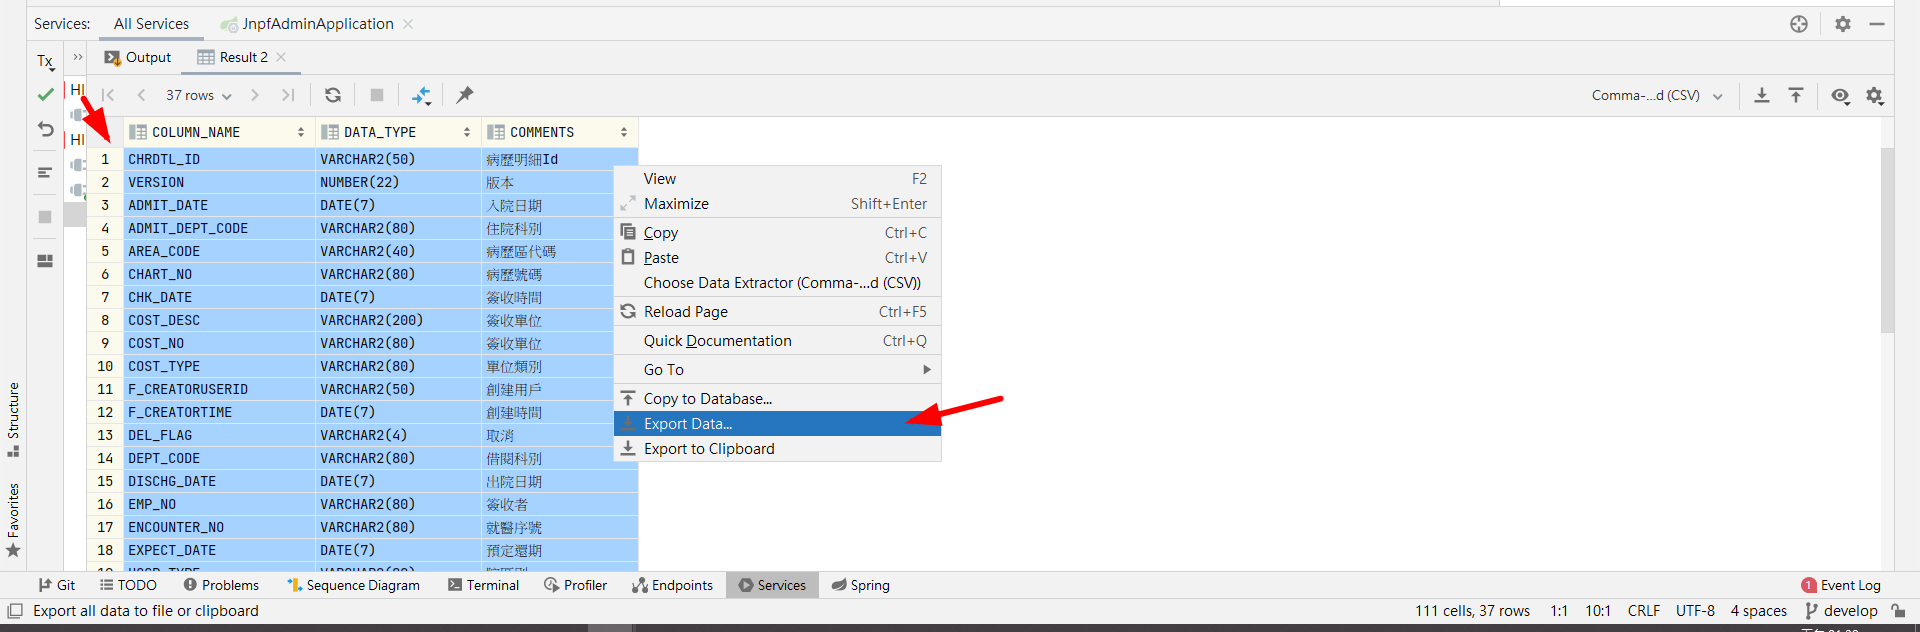 Services: All Services JnpfAdminApplication
Tx Output Result 2
37 rows Comma-...d (CSV)
HI
HI
COLUMN_NAME DATA_TYPE COMMENTS
1 CHRDTL_ID VARCHAR2(50) 病歷明細Id
2 VERSION NUMBER(22) 版本
3 ADMIT_DATE DATE(7) 入院日期
4 ADMIT_DEPT_CODE VARCHAR2(80) 住院科別
5 AREA_CODE VARCHAR2(40) 病歷區代碼
6 CHART_NO VARCHAR2(80) 病歷號碼
7 CHK_DATE DATE(7) 簽收時間
8 COST_DESC VARCHAR2(200) 簽收單位
9 COST_NO VARCHAR2(80) 簽收單位
10 COST_TYPE VARCHAR2(80) 單位類別
11 F_CREATORUSERID VARCHAR2(50) 創建用戶
12 F_CREATORTIME DATE(7) 創建時間
13 DEL_FLAG VARCHAR2(4) 取消
14 DEPT_CODE VARCHAR2(80) 借閱科別
15 DISCHG_DATE DATE(7) 出院日期
16 EMP_NO VARCHAR2(80) 簽收者
17 ENCOUNTER_NO VARCHAR2(80) 就醫序號
18 EXPECT_DATE DATE(7) 預定還期
View F2
Maximize Shift+Enter
Copy Ctrl+C
Paste Ctrl+V
Choose Data Extractor (Comma-...d (CSV))
Reload Page Ctrl+F5
Quick Documentation Ctrl+Q
Go To
Copy to Database...
Export Data...
Export to Clipboard
Structure
Favorites
Git TODO Problems Sequence Diagram Terminal Profiler Endpoints Services Spring 1 Event Log
Export all data to file or clipboard 111 cells, 37 rows 1:1 10:1 CRLF UTF-8 4 spaces develop